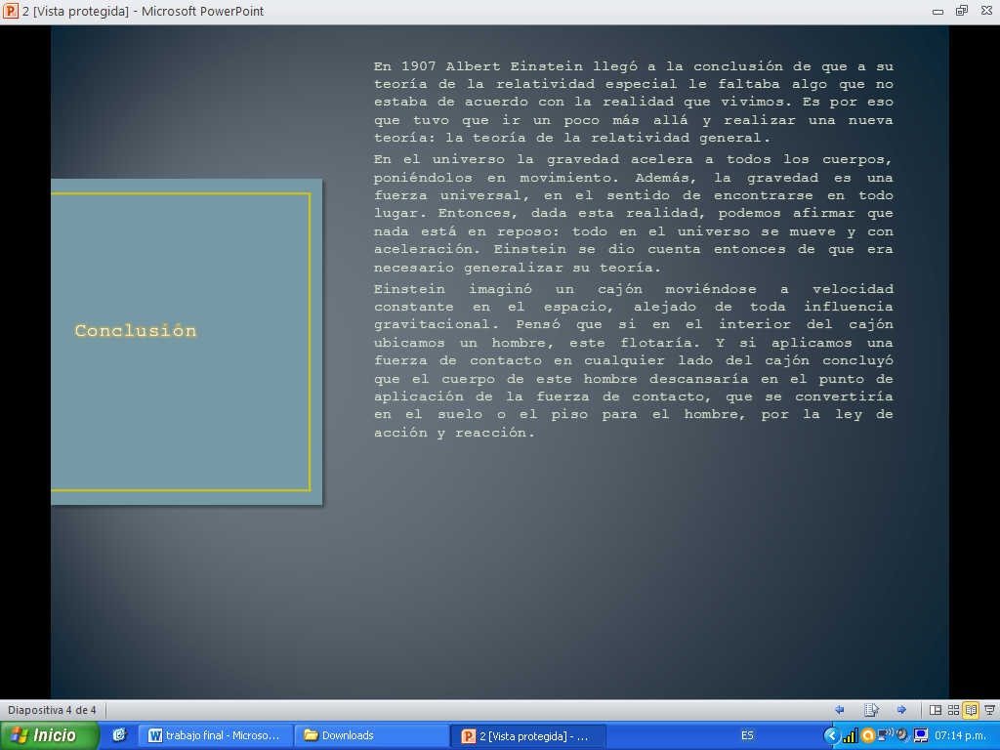 2 [Vista protegida] - Microsoft PowerPoint
En 1907 Albert Einstein llegó a la conclusión de que a su
teoría de la relatividad especial le faltaba algo que no
estaba de acuerdo con la realidad que vivimos. Es por eso
que tuvo que ir un poco más allá y realizar una nueva
teoría: la teoría de la relatividad general.
En el universo la gravedad acelera a todos los cuerpos,
poniéndolos en movimiento. Además, la gravedad es una
fuerza universal, en el sentido de encontrarse en todo
lugar. Entonces, dada esta realidad, podemos afirmar que
nada está en reposo: todo en el universo se mueve y con
aceleración. Einstein se dio cuenta entonces de que era
necesario generalizar su teoría.
Einstein imaginó un cajón moviéndose a velocidad
constante en el espacio, alejado de toda influencia
gravitacional. Pensó que si en el interior del cajón
ubicamos un hombre, este flotaría. Y si aplicamos una
fuerza de contacto en cualquier lado del cajón concluyó
que el cuerpo de este hombre descansaría en el punto de
aplicación de la fuerza de contacto, que se convertiría
en el suelo o el piso para el hombre, por la ley de
acción y reacción.
Conclusión
Diapositiva 4 de 4
Inicio
trabajo final - Microso...
Downloads
2 [Vista protegida] - ...
ES
07:14 p.m.